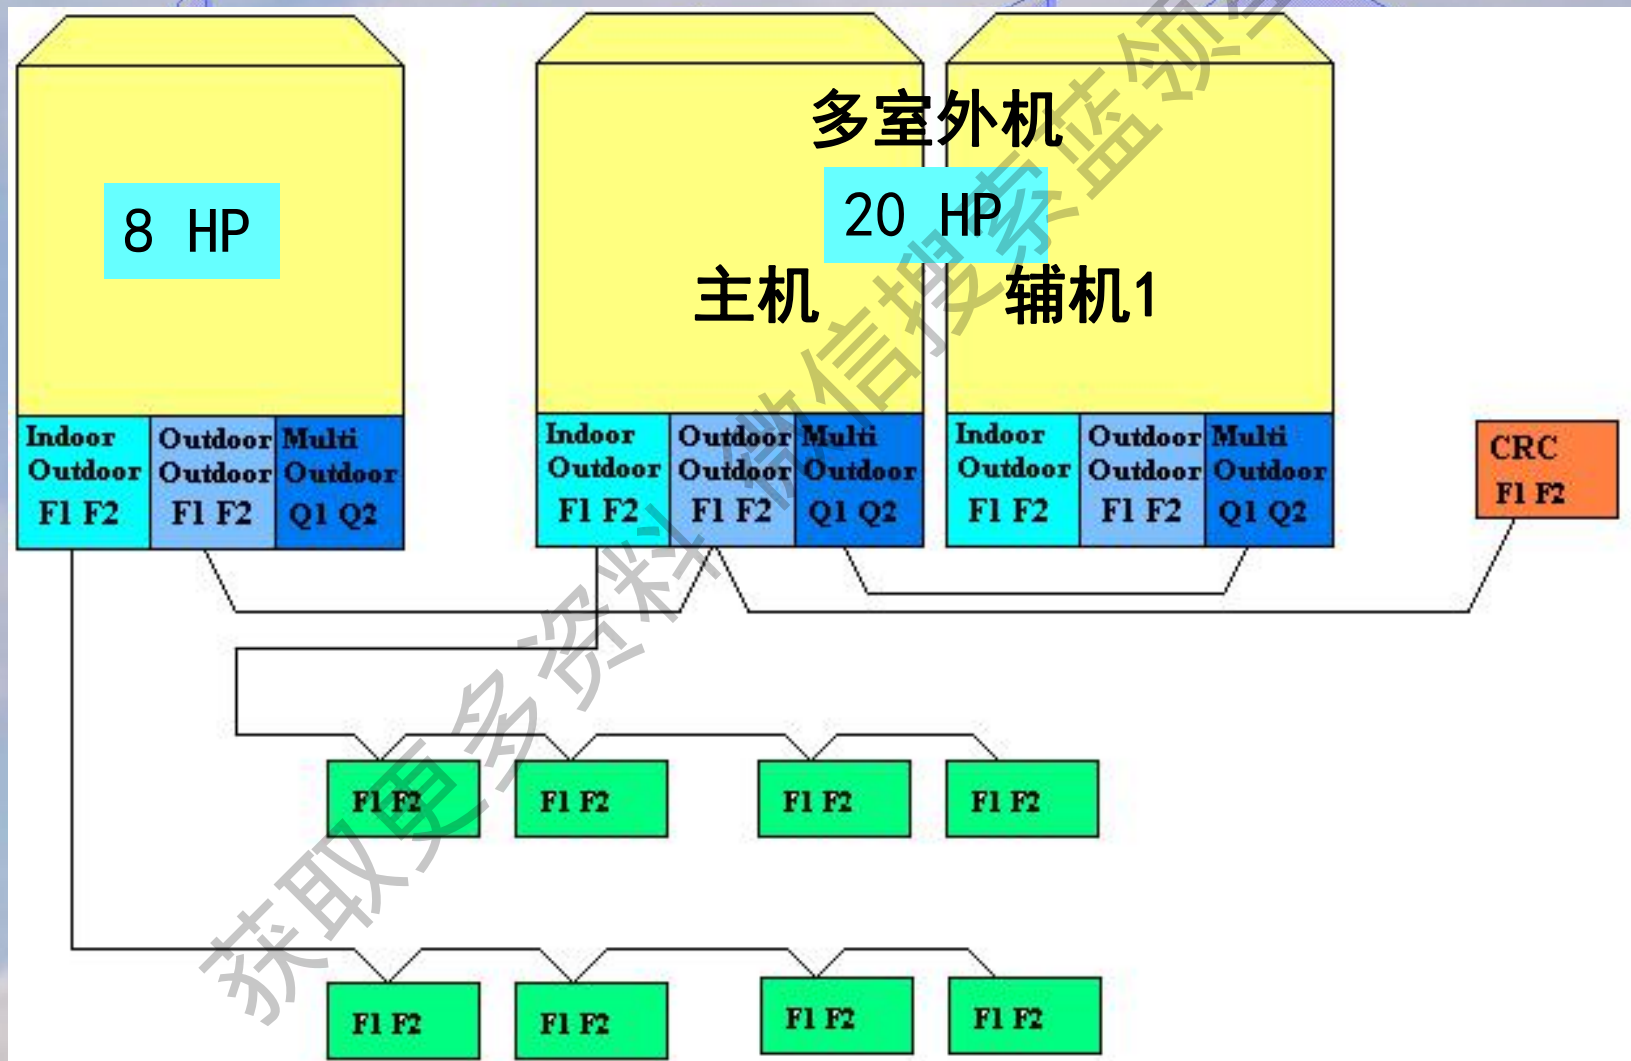 多室外机
8 HP
20 HP
主机
辅机1
Indoor
Outdoor
F1 F2
Outdoor
Outdoor
F1 F2
Multi
Outdoor
Q1 Q2
Indoor
Outdoor
F1 F2
Outdoor
Outdoor
F1 F2
Multi
Outdoor
Q1 Q2
Indoor
Outdoor
F1 F2
Outdoor
Outdoor
F1 F2
Multi
Outdoor
Q1 Q2
CRC
F1 F2
F1 F2
F1 F2
F1 F2
F1 F2
F1 F2
F1 F2
F1 F2
F1 F2
获取更多资料 微信搜索蓝领